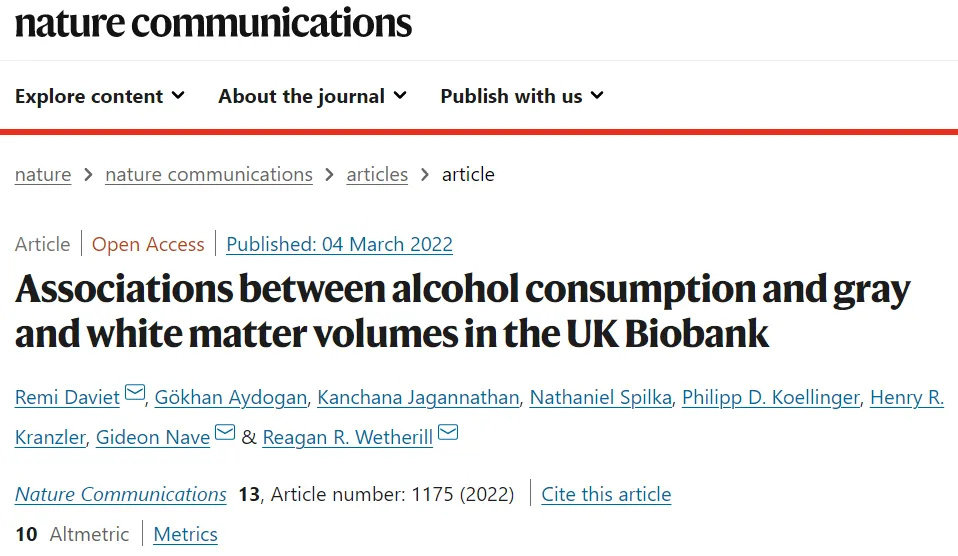 nature communications
Explore content About the journal Publish with us
nature > nature communications > articles > article
Article | Open Access | Published: 04 March 2022
Associations between alcohol consumption and gray
and white matter volumes in the UK Biobank
Remi Daviet, Gökhan Aydogan, Kanchana Jagannathan, Nathaniel Spilka, Philipp D. Koellinger, Henry R.
Kranzler, Gideon Nave & Reagan R. Wetherill
Nature Communications 13, Article number: 1175 (2022) | Cite this article
10 Altmetric | Metrics